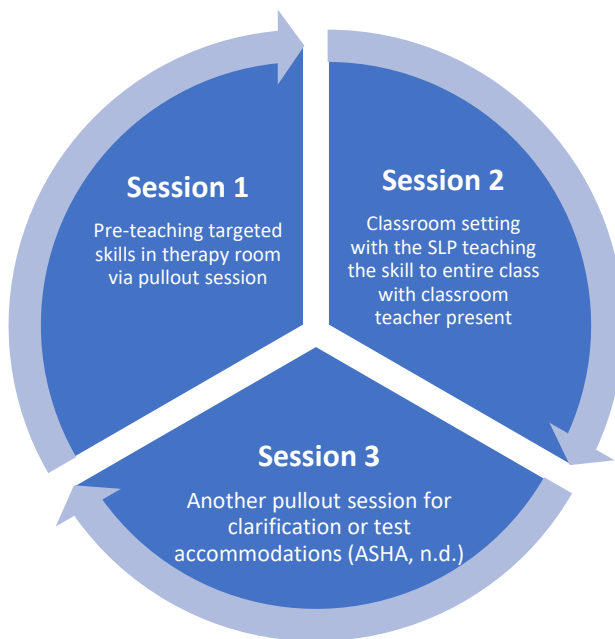 Session 1
Pre-teaching targeted
skills in therapy room
via pullout session
Session 2
Classroom setting
with the SLP teaching
the skill to entire class
with classroom
teacher present
Session 3
Another pullout session for
clarification or test
accommodations (ASHA, n.d.)